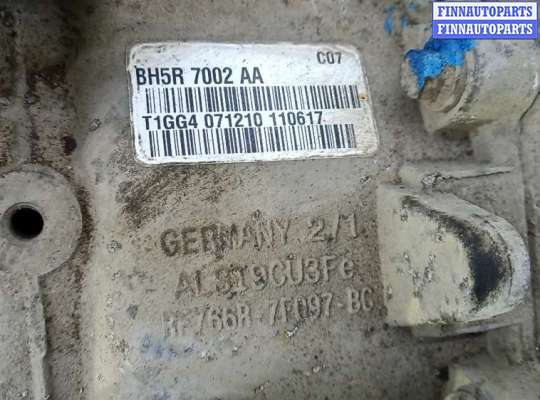 FINNAUTOPARTS
FINNAUTOPARTS
C07
BH5R 7002 AA
T1GG4 071210 110617
GERMANY 2/1
ALSI9CU3Fe